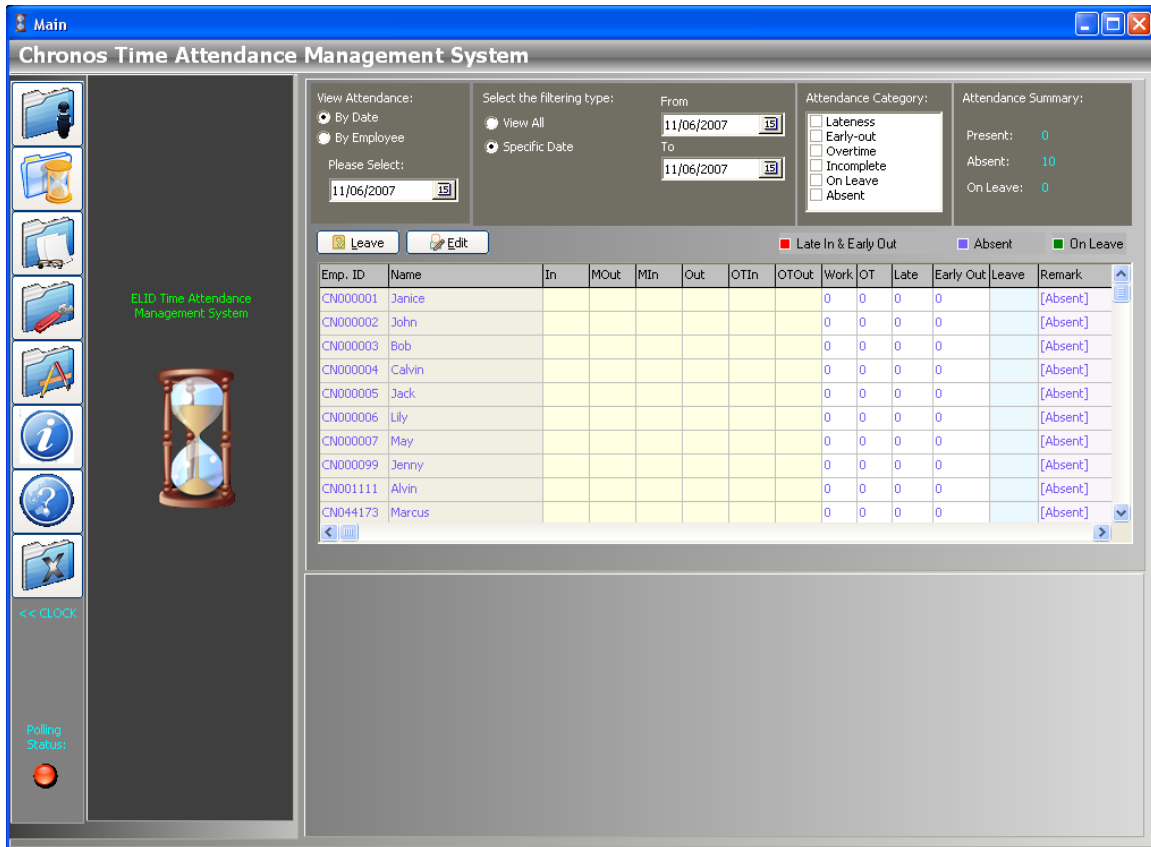 Main
Chronos Time Attendance Management System
View Attendance:
By Date
By Employee
Please Select:
11/06/2007 15
Select the filtering type:
View All
Specific Date
From
11/06/2007 15
To
11/06/2007 15
Attendance Category:
Lateness
Early-out
Overtime
Incomplete
On Leave
Absent
Attendance Summary:
Present: 0
Absent: 10
On Leave: 0
Leave Edit
Late In & Early Out Absent On Leave
Emp. ID Name In MOut MIn Out OTIn OTOut Work OT Late Early Out Leave Remark
CN000001 Janice 0 0 0 0 [Absent]
CN000002 John 0 0 0 0 [Absent]
CN000003 Bob 0 0 0 0 [Absent]
CN000004 Calvin 0 0 0 0 [Absent]
CN000005 Jack 0 0 0 0 [Absent]
CN000006 Lily 0 0 0 0 [Absent]
CN000007 May 0 0 0 0 [Absent]
CN000099 Jenny 0 0 0 0 [Absent]
CN001111 Alvin 0 0 0 0 [Absent]
CN044173 Marcus 0 0 0 0 [Absent]
ELID Time Attendance
Management System
<< CLOCK
Polling
Status: